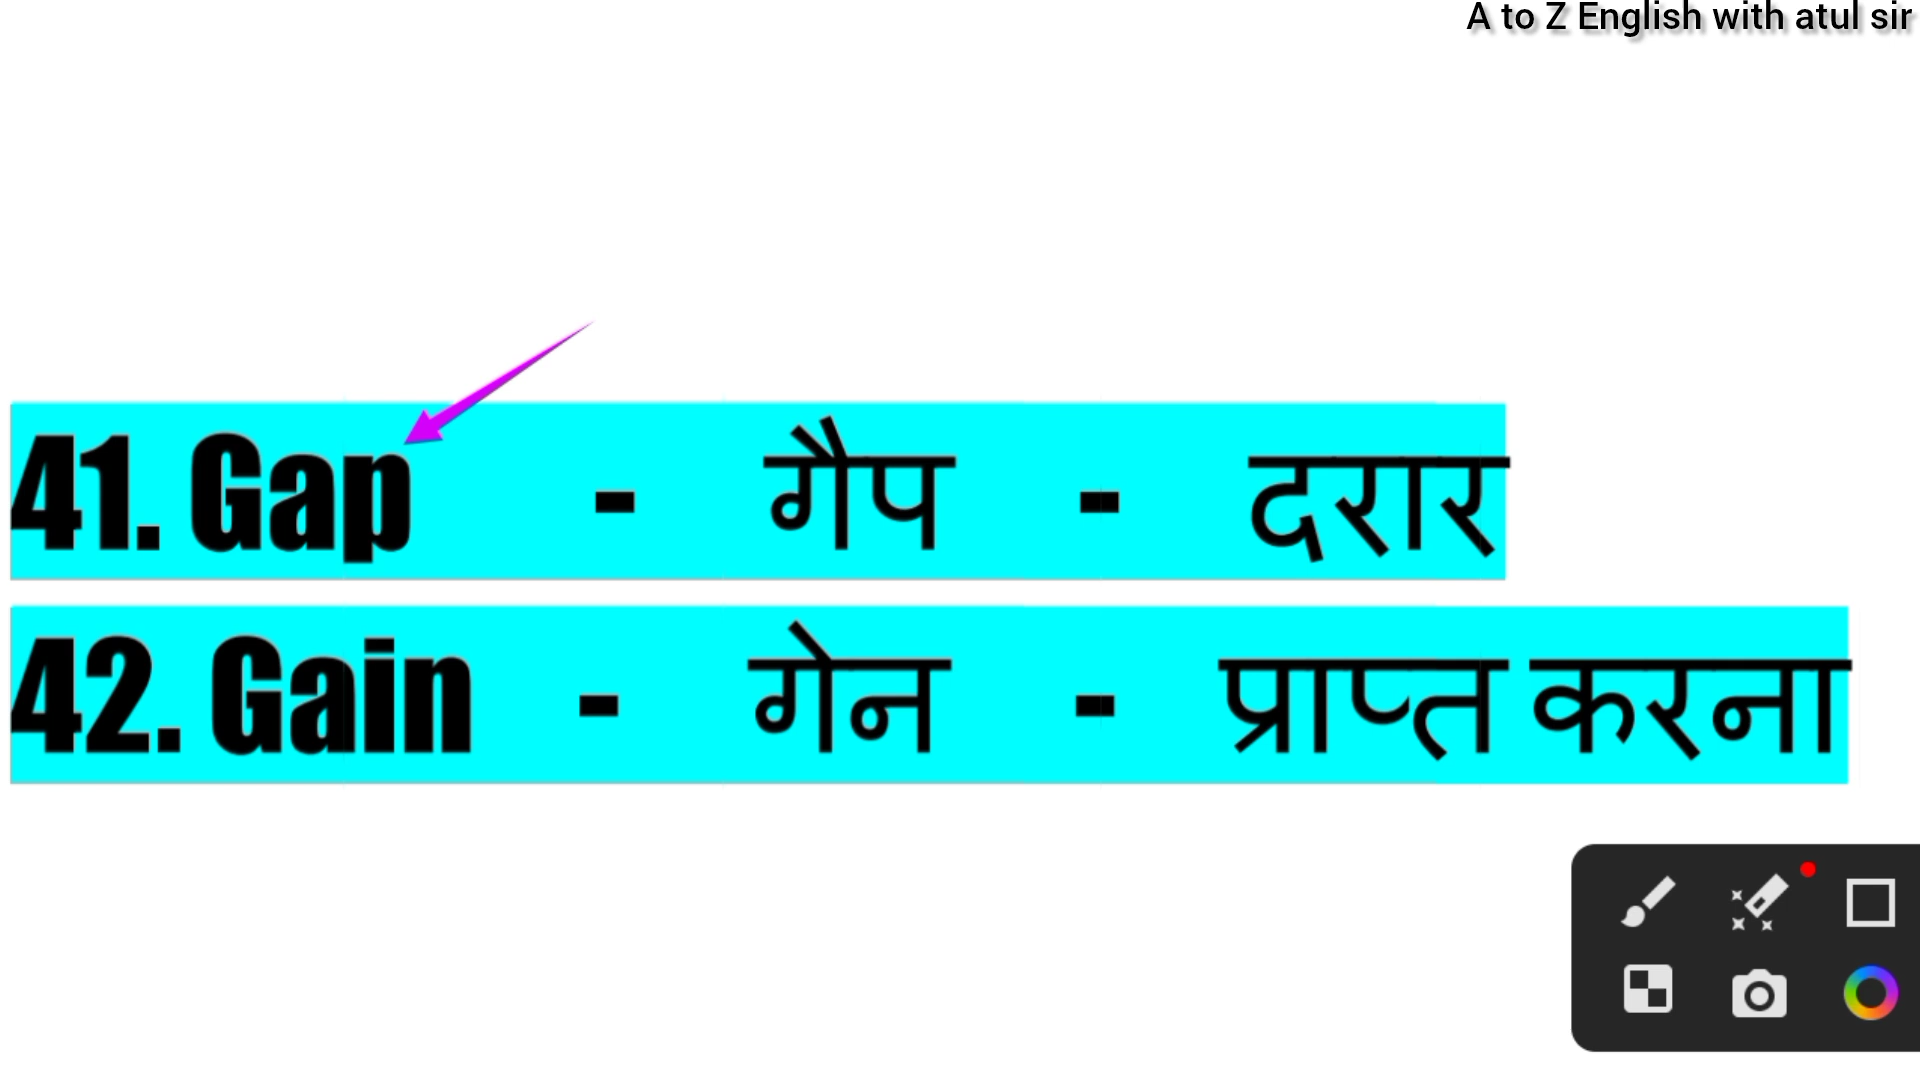 A to Z English with atul sir
41. Gap - गैप - दरार
42. Gain - गेन - प्राप्त करना